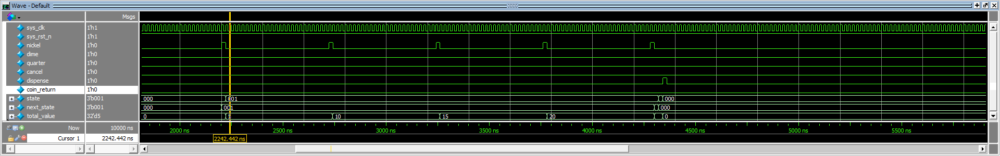 Wave - Default
Msgs
sys_clk 1'h1
sys_rst_n 1'h1
nickel 1'h0
dime 1'h0
quarter 1'h0
cancel 1'h0
dispense 1'h0
coin_return 1'h0
state 3'b001 000 001 000
next_state 3'b001 000 001 000
total_value 32'd5 0 5 10 15 20 0
Now 10000 ns 2000 ns 2500 ns 3000 ns 3500 ns 4000 ns 4500 ns 5000 ns 5500 ns
Cursor 1 2242.442 ns 2242.442 ns